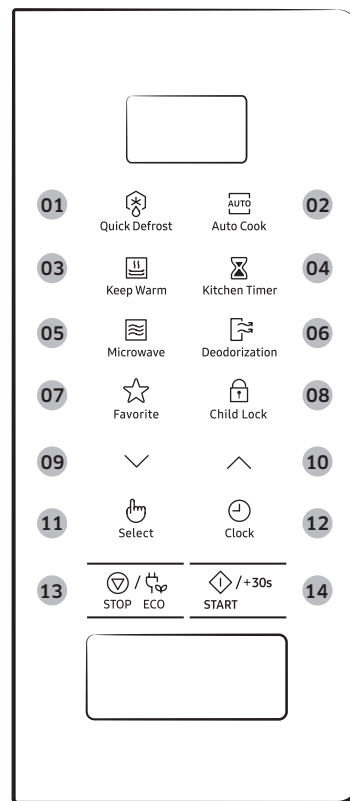 01 02
AUTO
Quick Defrost Auto Cook
03 04
Keep Warm Kitchen Timer
05 06
Microwave Deodorization
07 08
Favorite Child Lock
09 10
11 12
Select Clock
13 / /+30s 14
STOP ECO START